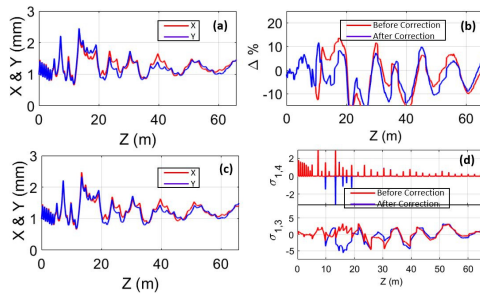 (a)
X
Y
X & Y (mm)
3
2
1
0
0 20 40 60
Z (m)
(b)
Before Correction
After Correction
Δ %
10
0
-10
0 20 40 60
Z (m)
(c)
X
Y
X & Y (mm)
3
2
1
0
0 20 40 60
Z (m)
(d)
σ1,4
2
0
Before Correction
After Correction
σ1,3
5
0
-5
0 10 20 30 40 50 60
Z (m)